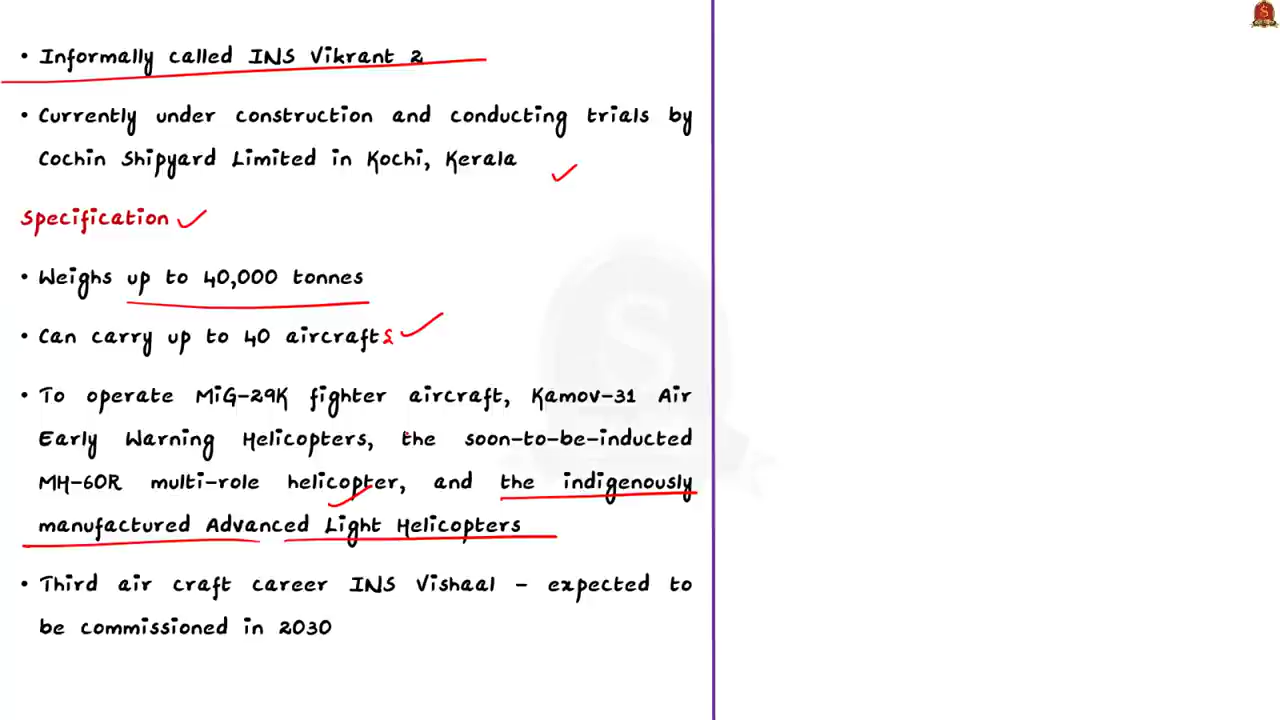 • Informally called INS Vikrant 2
• Currently under construction and conducting trials by
Cochin Shipyard Limited in Kochi, Kerala
Specification
• Weighs up to 40,000 tonnes
• Can carry up to 40 aircrafts
• To operate MiG-29K fighter aircraft, Kamov-31 Air
Early Warning Helicopters, the soon-to-be-inducted
MH-60R multi-role helicopter, and the indigenously
manufactured Advanced Light Helicopters
• Third air craft career INS Vishaal - expected to
be commissioned in 2030